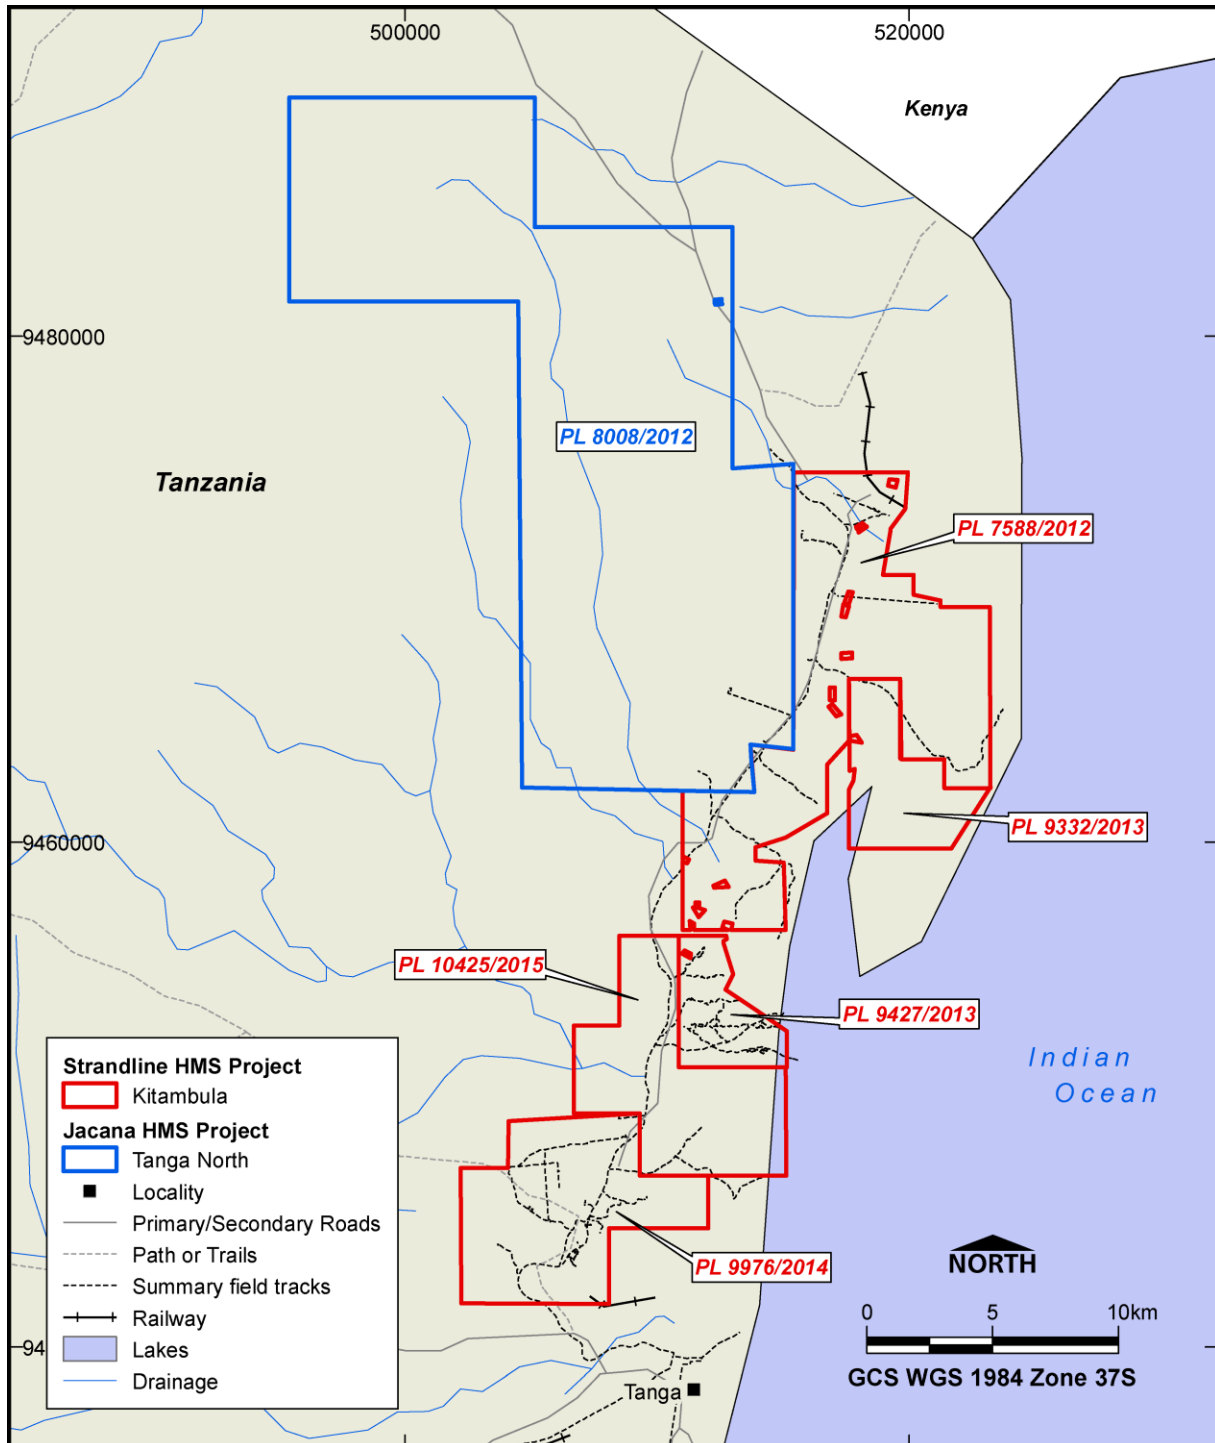 500000
520000
Kenya
9480000
PL 8008/2012
Tanzania
PL 7588/2012
PL 9332/2013
9460000
PL 10425/2015
PL 9427/2013
Indian
Ocean
Strandline HMS Project
Kitambula
Jacana HMS Project
Tanga North
Locality
Primary/Secondary Roads
Path or Trails
Summary field tracks
Railway
Lakes
Drainage
PL 9976/2014
NORTH
0 5 10km
GCS WGS 1984 Zone 37S
94
Tanga